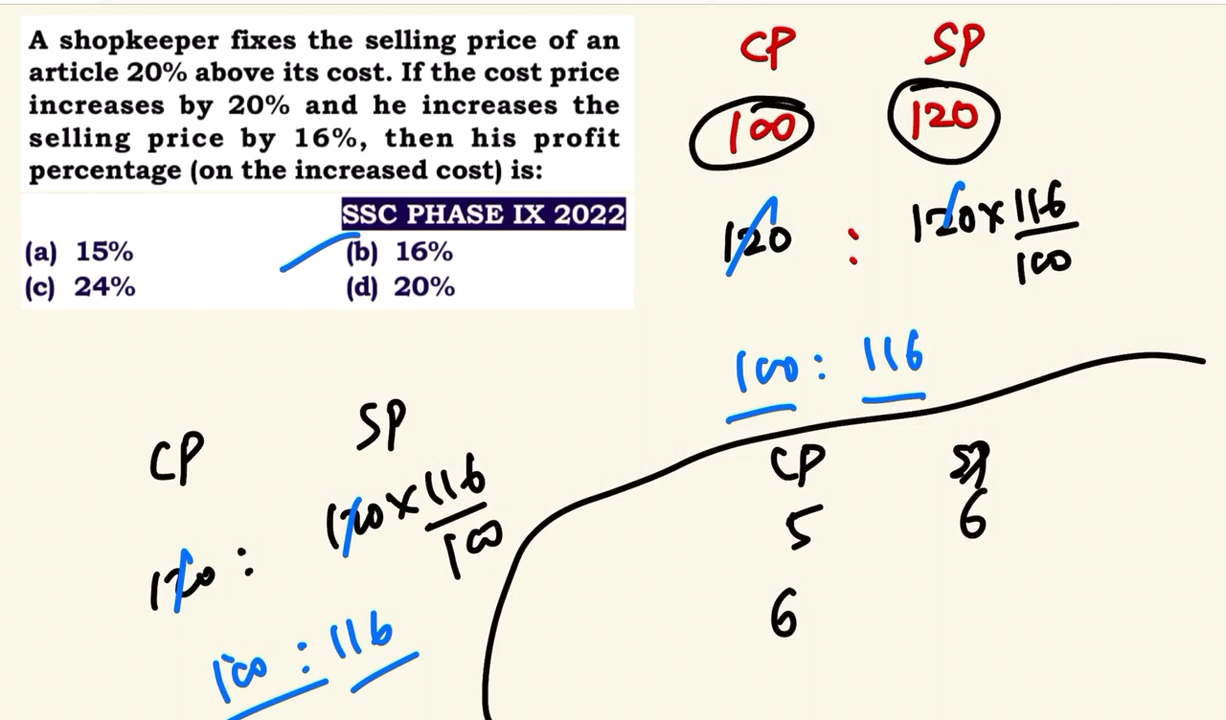 A shopkeeper fixes the selling price of an
article 20% above its cost. If the cost price
increases by 20% and he increases the
selling price by 16%, then his profit
percentage (on the increased cost) is:
SSC PHASE IX 2022
(a) 15% (b) 16%
(c) 24% (d) 20%
CP SP
100 120
120 : 120 × 116/100
100 : 116
CP SP
120 : 120 × 116/100
100 : 116
CP SP
5 6
6